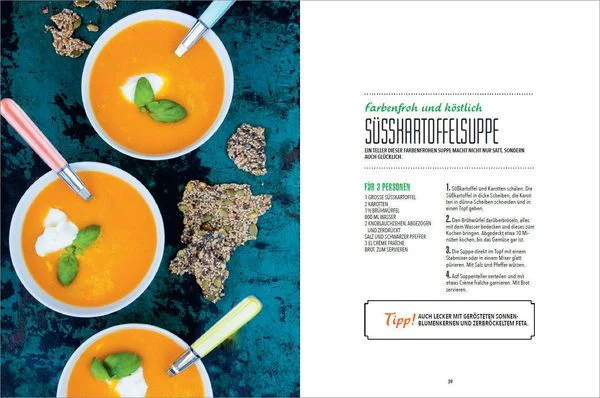 Farbenfroh und köstlich
SÜSSKARTOFFELSUPPE
EIN TELLER DIESER FARBENFROHEN SUPPE MACHT NICHT NUR SATT, SONDERN
AUCH GLÜCKLICH.
FÜR 3 PERSONEN
1 GROSSE SÜSSKARTOFFEL
2 KAROTTEN
1½ BRÜHWÜRFEL
800 ML WASSER
2 KNOBLAUCHZEHEN, ABGEZOGEN
UND ZERDRÜCKT
SALZ UND SCHWARZER PFEFFER
3 EL CRÈME FRAÎCHE
BROT ZUM SERVIEREN
1. Süßkartoffel und Karotten schälen. Die
Süßkartoffel in dicke Scheiben, die Karotten
in dünne Scheiben schneiden und in
einen Topf geben.
2. Den Brühwürfel darüberbröseln, alles
mit dem Wasser bedecken und dieses zum
Kochen bringen. Abgedeckt etwa 10 Mi-
nuten kochen, bis das Gemüse gar ist.
3. Die Suppe direkt im Topf mit einem
Stabmixer oder in einem Mixer glatt
pürieren. Mit Salz und Pfeffer würzen.
4. Auf Suppenteller verteilen und mit
etwas Crème fraîche garnieren. Mit Brot
servieren.
Tipp! AUCH LECKER MIT GERÖSTETEN SONNEN-
BLUMENKERNEN UND ZERBRÖCKELTEM FETA.
39